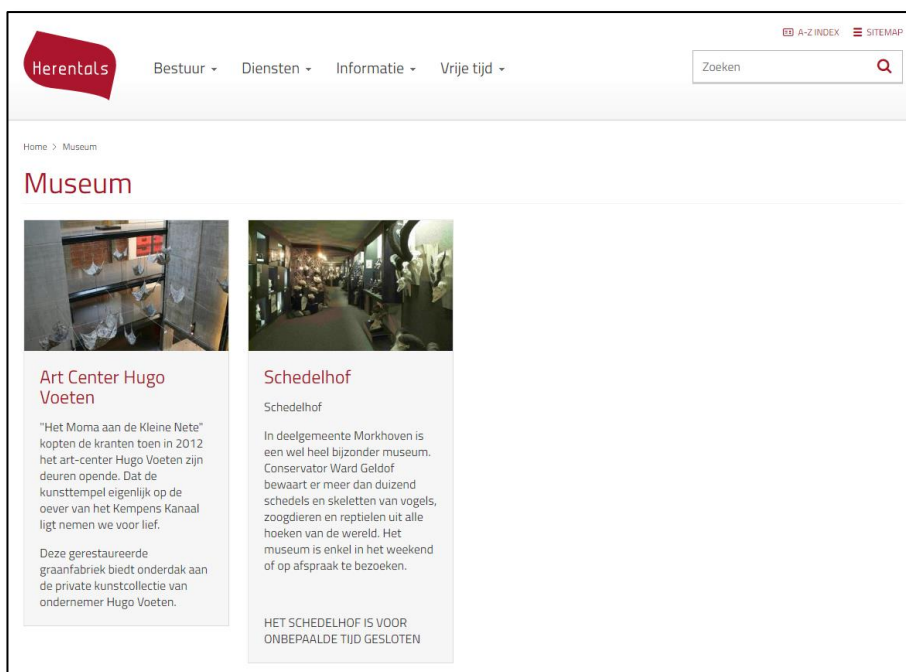 A-Z INDEX SITEMAP
Herentals
Bestuur Diensten Informatie Vrije tijd
Zoeken
Home > Museum
Museum
Art Center Hugo
Voeten
"Het Moma aan de Kleine Nete"
kopten de kranten toen in 2012
het art-center Hugo Voeten zijn
deuren opende. Dat de
kunsttempel eigenlijk op de
oever van het Kempens Kanaal
ligt nemen we voor lief.
Deze gerestaureerde
graanfabriek biedt onderdak aan
de private kunstcollectie van
ondernemer Hugo Voeten.
Schedelhof
Schedelhof
In deelgemeente Morkhoven is
een wel heel bijzonder museum.
Conservator Ward Geldof
bewaart er meer dan duizend
schedels en skeletten van vogels,
zoogdieren en reptielen uit alle
hoeken van de wereld. Het
museum is enkel in het weekend
of op afspraak te bezoeken.
HET SCHEDELHOF IS VOOR
ONBEPAALDE TIJD GESLOTEN